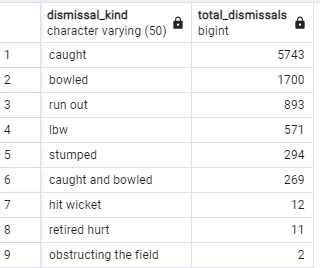 dismissal_kind total_dismissals
character varying (50) bigint
1 caught 5743
2 bowled 1700
3 run out 893
4 lbw 571
5 stumped 294
6 caught and bowled 269
7 hit wicket 12
8 retired hurt 11
9 obstructing the field 2